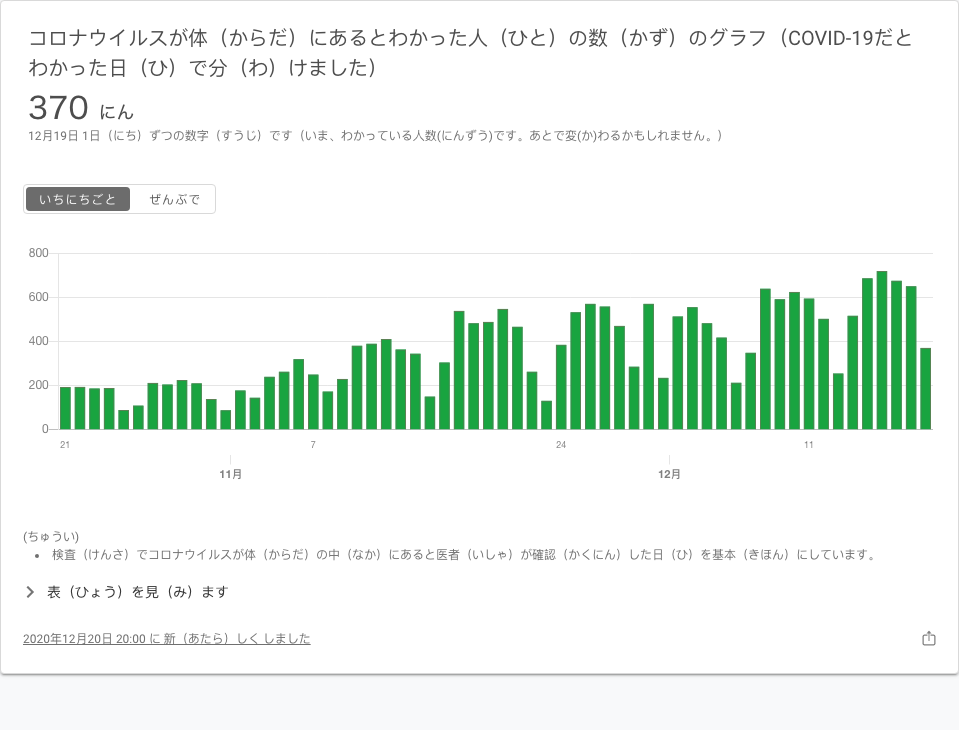 コロナウイルスが体（からだ）にあるとわかった人（ひと）の数（かず）のグラフ（COVID-19だと
わかった日（ひ）で分（わ）けました）
370 にん
12月19日 1日（にち）ずつの数字（すうじ）です（いま、わかっている人数(にんずう)です。あとで変(か)わるかもしれません。）
いちにちごと ぜんぶで
800
600
400
200
0
21 7 24 11
11月 12月
(ちゅうい)
• 検査（けんさ）でコロナウイルスが体（からだ）の中（なか）にあると医者（いしゃ）が確認（かくにん）した日（ひ）を基本（きほん）にしています。
表（ひょう）を見（み）ます
2020年12月20日 20:00 に 新（あたら）しく しました